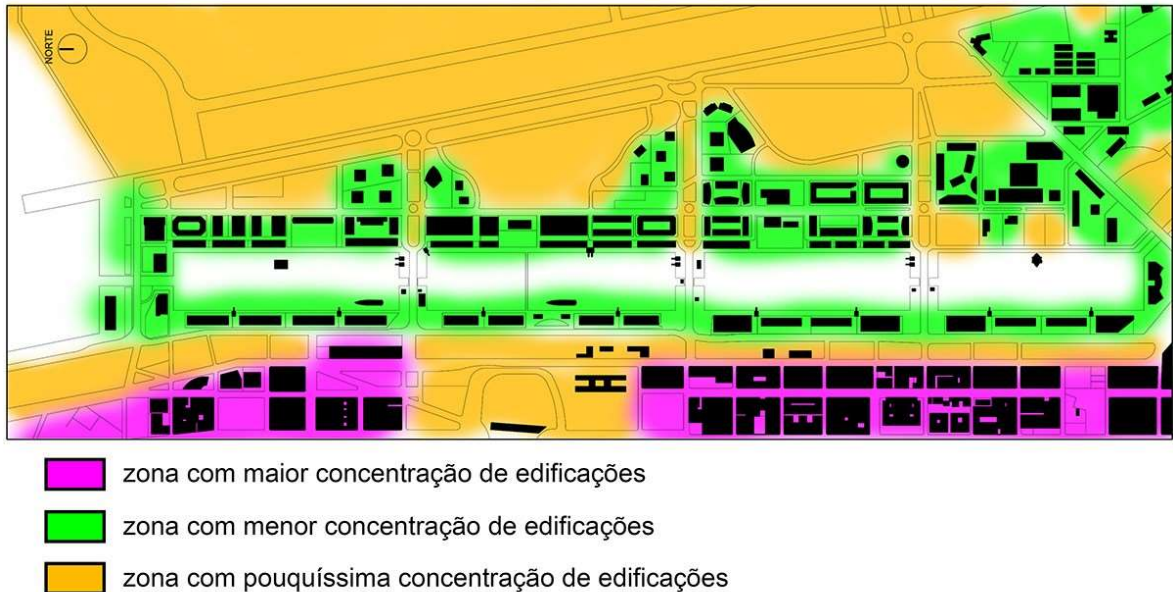 NORTE
zona com maior concentração de edificações
zona com menor concentração de edificações
zona com pouquíssima concentração de edificações